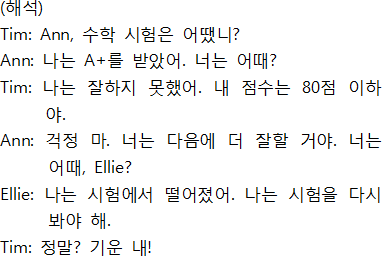 (해석)
Tim: Ann, 수학 시험은 어땠니?
Ann: 나는 A+를 받았어. 너는 어때?
Tim: 나는 잘하지 못했어. 내 점수는 80점 이하
야.
Ann: 걱정 마. 너는 다음에 더 잘할 거야. 너는
어때, Ellie?
Ellie: 나는 시험에서 떨어졌어. 나는 시험을 다시
봐야 해.
Tim: 정말? 기운 내!